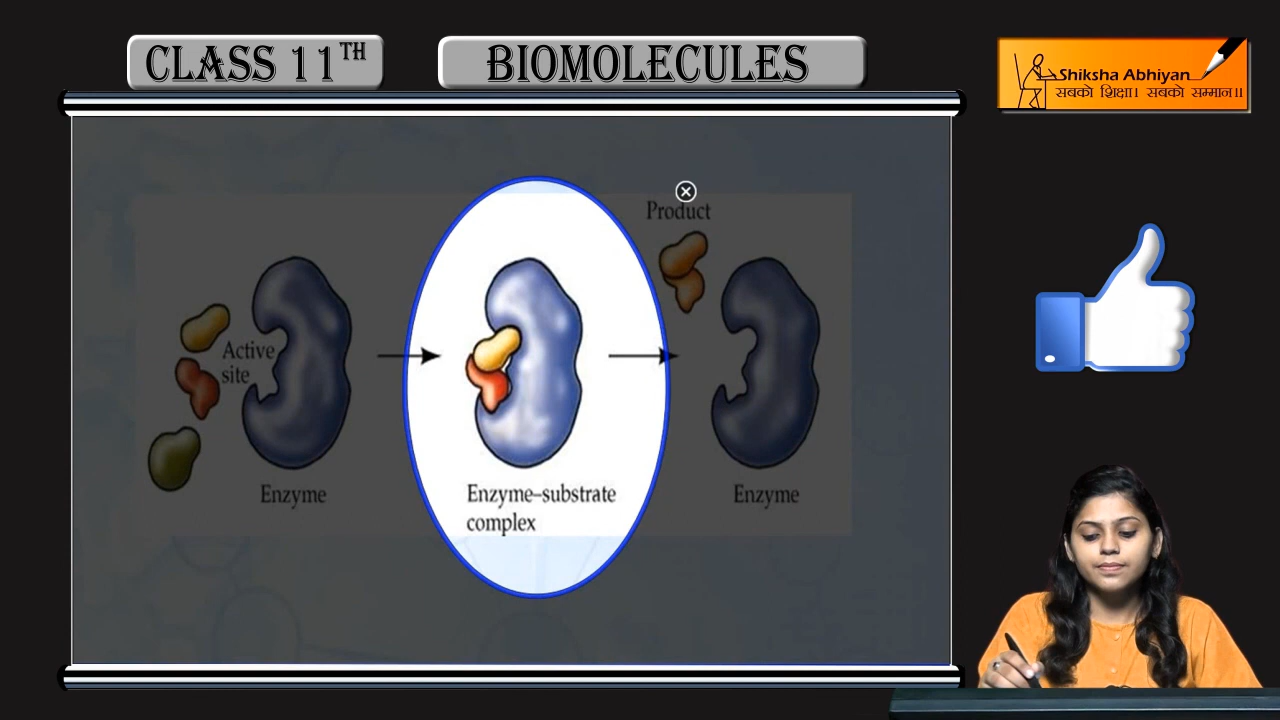 CLASS 11TH
BIOMOLECULES
Shiksha Abhiyan
सबको शिक्षा। सबको सम्मान॥
Product
Active
site
Enzyme
Enzyme–substrate
complex
Enzyme